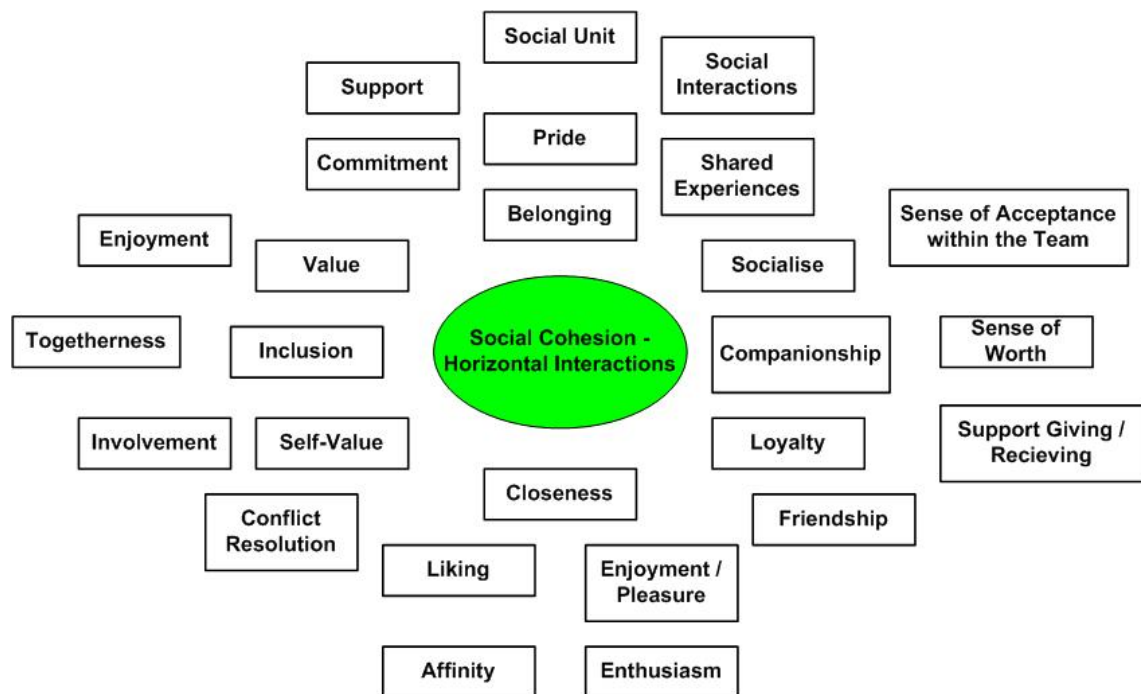 Social Unit
Social
Interactions
Support
Pride
Commitment
Shared
Experiences
Belonging
Sense of Acceptance
within the Team
Enjoyment
Value
Socialise
Social Cohesion -
Horizontal Interactions
Togetherness
Inclusion
Companionship
Sense of
Worth
Involvement
Self-Value
Loyalty
Support Giving /
Recieving
Closeness
Conflict
Resolution
Friendship
Liking
Enjoyment /
Pleasure
Affinity
Enthusiasm